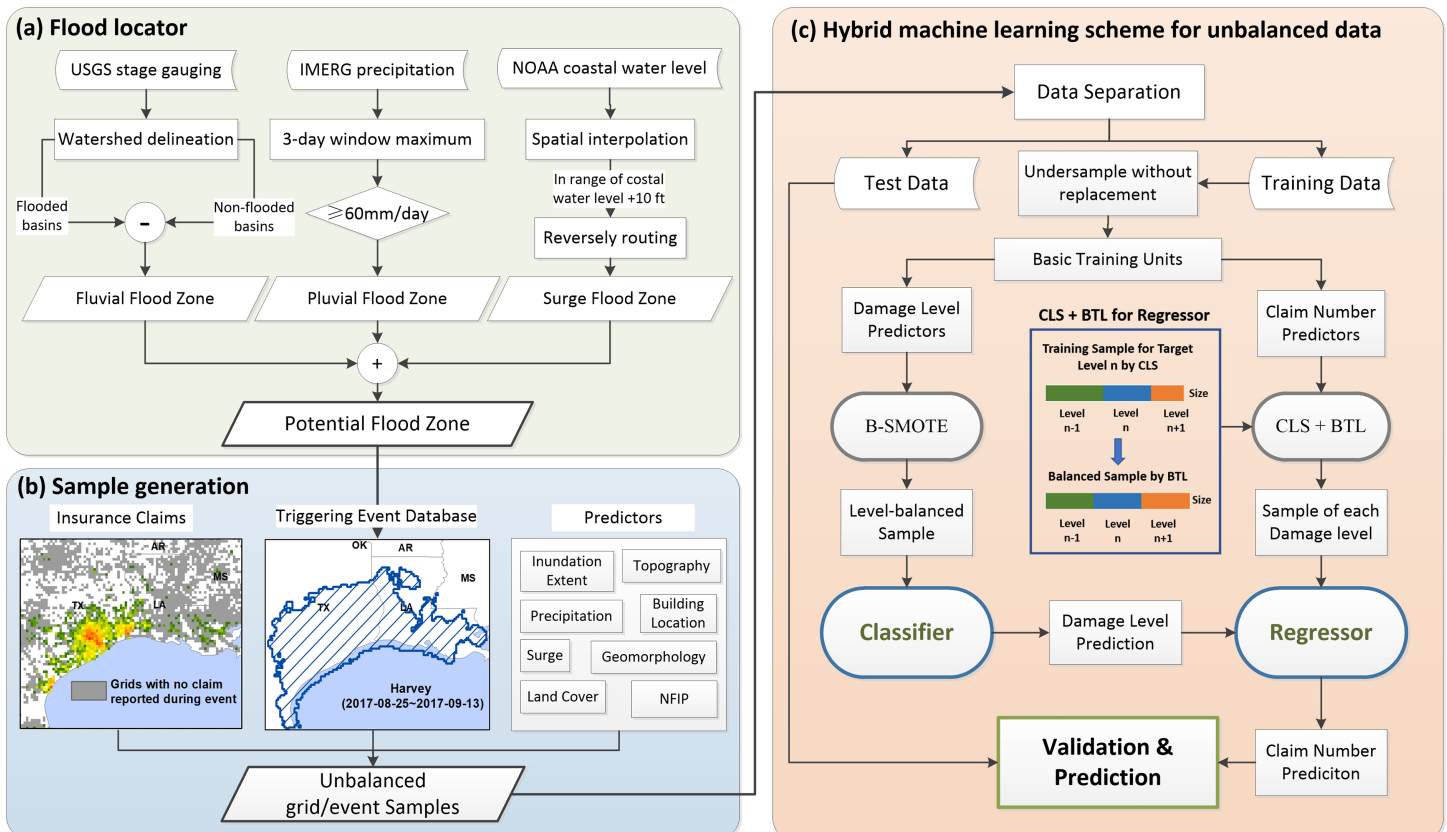 (a) Flood locator
USGS stage gauging
IMERG precipitation
NOAA coastal water level
Watershed delineation
3-day window maximum
Spatial interpolation
In range of costal
water level +10 ft
Flooded
basins
-
Non-flooded
basins
⩾60mm/day
Reversely routing
Fluvial Flood Zone
Pluvial Flood Zone
Surge Flood Zone
+
Potential Flood Zone
(b) Sample generation
Insurance Claims
Triggering Event Database
Predictors
AR
MS
TX
LA
Grids with no claim
reported during event
OK
AR
MS
TX
LA
Harvey
(2017-08-25~2017-09-13)
Inundation
Extent
Topography
Precipitation
Building
Location
Surge
Geomorphology
Land Cover
NFIP
Unbalanced
grid/event Samples
(c) Hybrid machine learning scheme for unbalanced data
Data Separation
Test Data
Undersample without
replacement
Training Data
Basic Training Units
Damage Level
Predictors
CLS + BTL for Regressor
Claim Number
Predictors
Training Sample for Target
Level n by CLS
Size
Level
n-1
Level
n
Level
n+1
Balanced Sample by BTL
Size
Level
n-1
Level
n
Level
n+1
B-SMOTE
CLS + BTL
Level-balanced
Sample
Sample of each
Damage level
Classifier
Damage Level
Prediction
Regressor
Validation &
Prediction
Claim Number
Prediciton